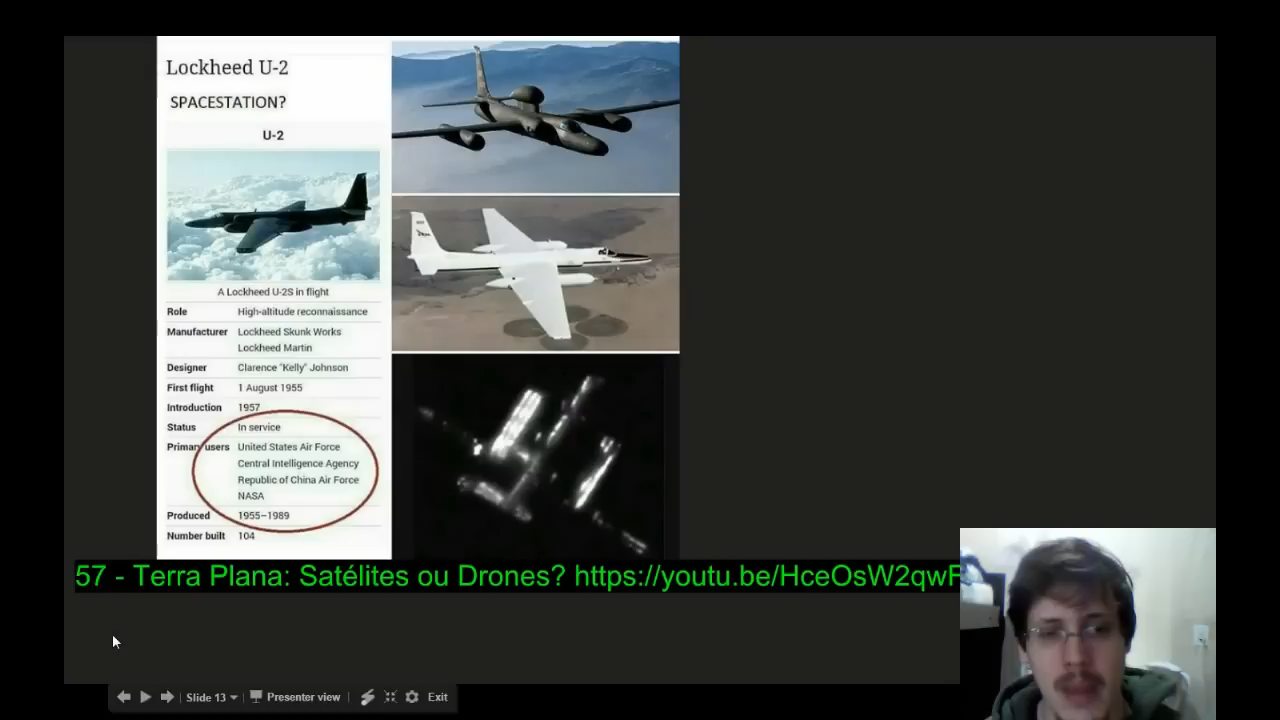 Lockheed U-2
SPACESTATION?
U-2
A Lockheed U-2S in flight
Role High-altitude reconnaissance
Manufacturer Lockheed Skunk Works
Lockheed Martin
Designer Clarence "Kelly" Johnson
First flight 1 August 1955
Introduction 1957
Status In service
Primary users United States Air Force
Central Intelligence Agency
Republic of China Air Force
NASA
Produced 1955–1989
Number built 104
57 - Terra Plana: Satélites ou Drones? https://youtu.be/HceOsW2qwF
Slide 13 Presenter view Exit